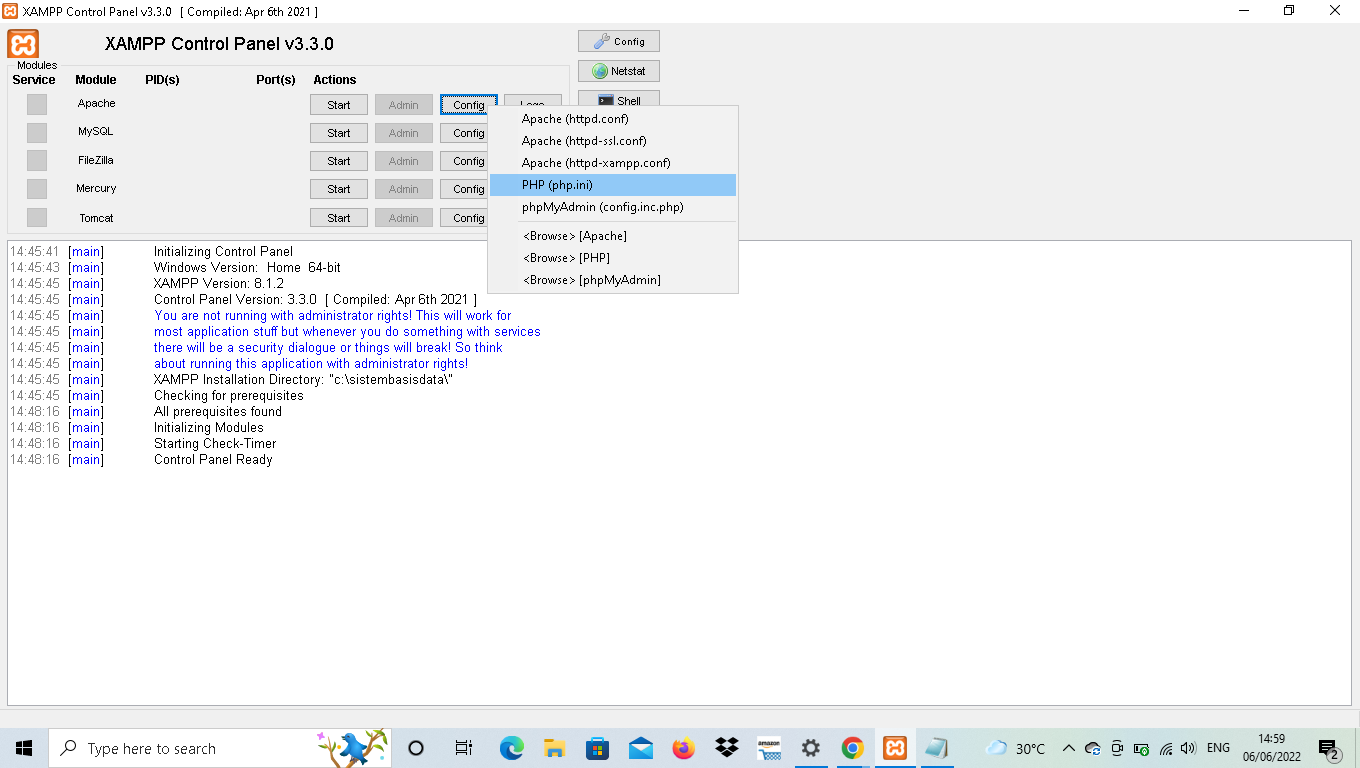 XAMPP Control Panel v3.3.0 [ Compiled: Apr 6th 2021 ]
XAMPP Control Panel v3.3.0
Config
Netstat
Shell
Modules
Service Module PID(s) Port(s) Actions
Apache Start Admin Config Logs
MySQL Start Admin Config
FileZilla Start Admin Config
Mercury Start Admin Config
Tomcat Start Admin Config
Apache (httpd.conf)
Apache (httpd-ssl.conf)
Apache (httpd-xampp.conf)
PHP (php.ini)
phpMyAdmin (config.inc.php)
<Browse> [Apache]
<Browse> [PHP]
<Browse> [phpMyAdmin]
14:45:41 [main] Initializing Control Panel
14:45:43 [main] Windows Version: Home 64-bit
14:45:45 [main] XAMPP Version: 8.1.2
14:45:45 [main] Control Panel Version: 3.3.0 [ Compiled: Apr 6th 2021 ]
14:45:45 [main] You are not running with administrator rights! This will work for
14:45:45 [main] most application stuff but whenever you do something with services
14:45:45 [main] there will be a security dialogue or things will break! So think
14:45:45 [main] about running this application with administrator rights!
14:45:45 [main] XAMPP Installation Directory: "c:\sistembasisdata\"
14:45:45 [main] Checking for prerequisites
14:48:16 [main] All prerequisites found
14:48:16 [main] Initializing Modules
14:48:16 [main] Starting Check-Timer
14:48:16 [main] Control Panel Ready
Type here to search
amazon
30°C
ENG
14:59
06/06/2022
2